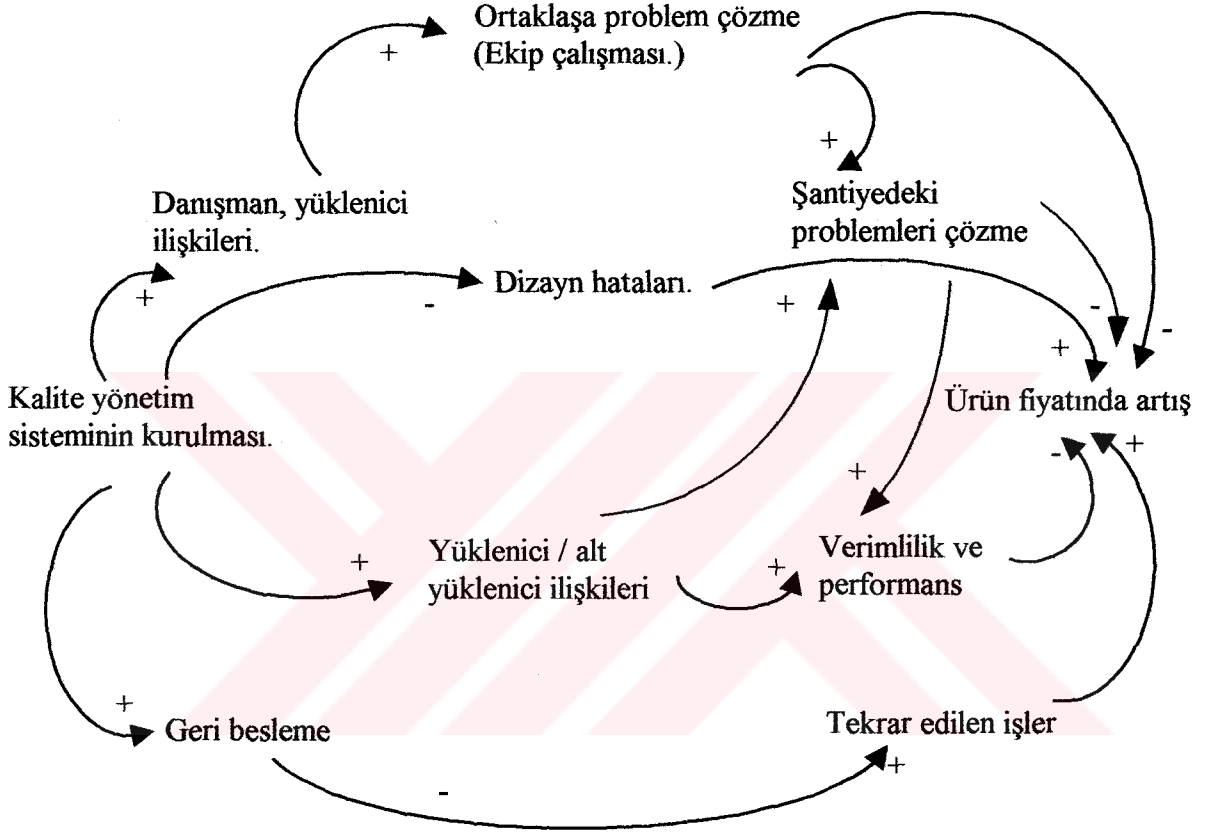 Ortaklaşa problem çözme
(Ekip çalışması.)
+
+
Danışman, yüklenici
ilişkileri.
Şantiyedeki
problemleri çözme
+
-
Dizayn hataları.
+
-
-
+
Kalite yönetim
sisteminin kurulması.
Ürün fiyatında artış
-
+
+
+
Yüklenici / alt
yüklenici ilişkileri
+
Verimlilik ve
performans
+
Geri besleme
Tekrar edilen işler
-
+